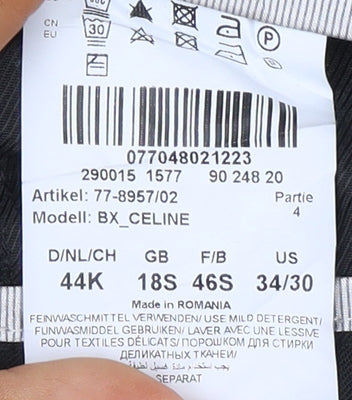 CN
EU
30
P
077048021223
290015 1577 90 248 20
Artikel: 77-8957/02 Partie
Modell: BX_CELINE 4
D/NL/CH GB F/B US
44K 18S 46S 34/30
Made in ROMANIA
FEINWASCHMITTEL VERWENDEN/ USE MILD DETERGENT/
FIJNWASMIDDEL GEBRUIKEN/ LAVER AVEC UNE LESSIVE
POUR TEXTILES DÉLICATS/ ПОРОШКОМ ДЛЯ СТИРКИ
ДЕЛИКАТНЫХ ТКАНЕЙ/
SEPARAT